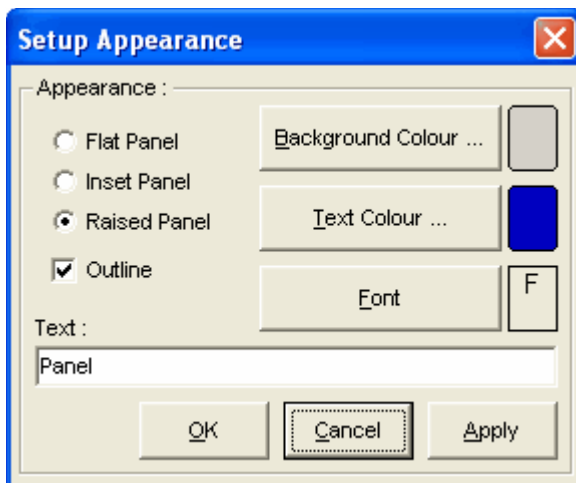 Setup Appearance
Appearance :
Flat Panel
Inset Panel
Raised Panel
Outline
Background Colour ...
Text Colour ...
Font
F
Text :
Panel
OK
Cancel
Apply